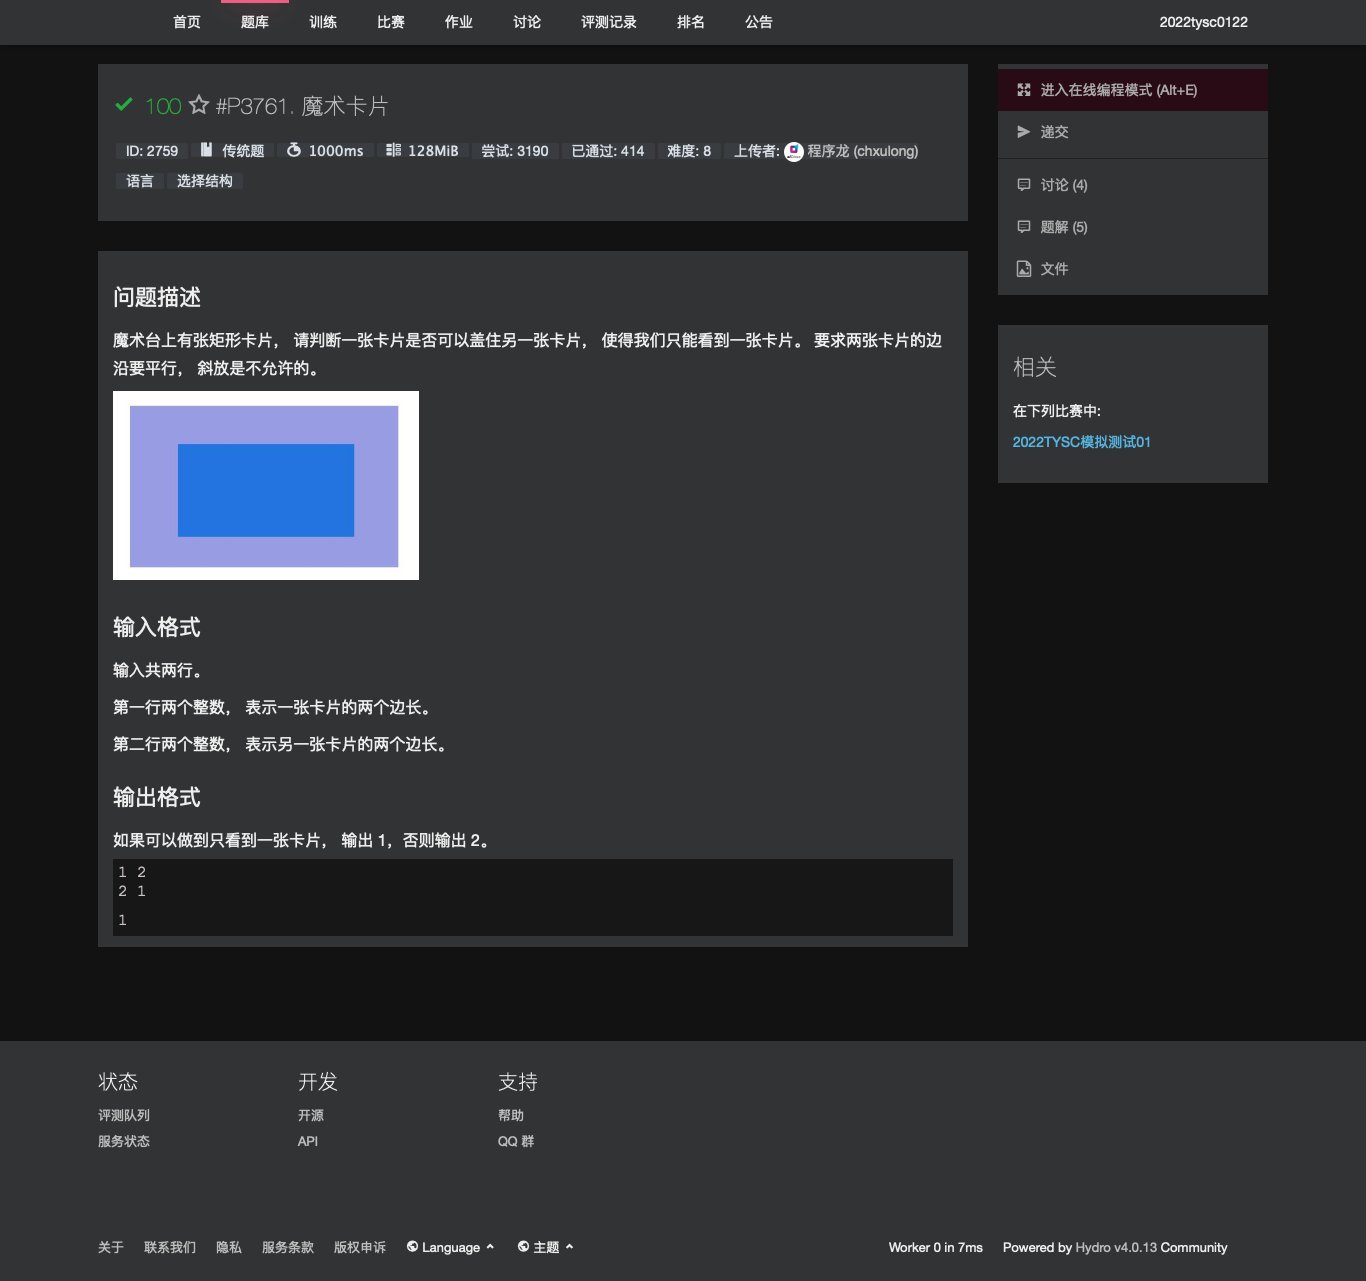 首页 题库 训练 比赛 作业 讨论 评测记录 排名 公告 2022tysc0122
100 #P3761. 魔术卡片
ID: 2759 传统题 1000ms 128MiB 尝试: 3190 已通过: 414 难度: 8 上传者: 程序龙 (chxulong)
语言 选择结构
进入在线编程模式 (Alt+E)
递交
讨论 (4)
题解 (5)
文件
相关
在下列比赛中:
2022TYSC模拟测试01
问题描述
魔术台上有张矩形卡片， 请判断一张卡片是否可以盖住另一张卡片， 使得我们只能看到一张卡片。 要求两张卡片的边
沿要平行， 斜放是不允许的。
输入格式
输入共两行。
第一行两个整数， 表示一张卡片的两个边长。
第二行两个整数， 表示另一张卡片的两个边长。
输出格式
如果可以做到只看到一张卡片， 输出 1，否则输出 2。
1 2
2 1
1
状态 开发 支持
评测队列 开源 帮助
服务状态 API QQ 群
关于 联系我们 隐私 服务条款 版权申诉 Language 主题 Worker 0 in 7ms Powered by Hydro v4.0.13 Community